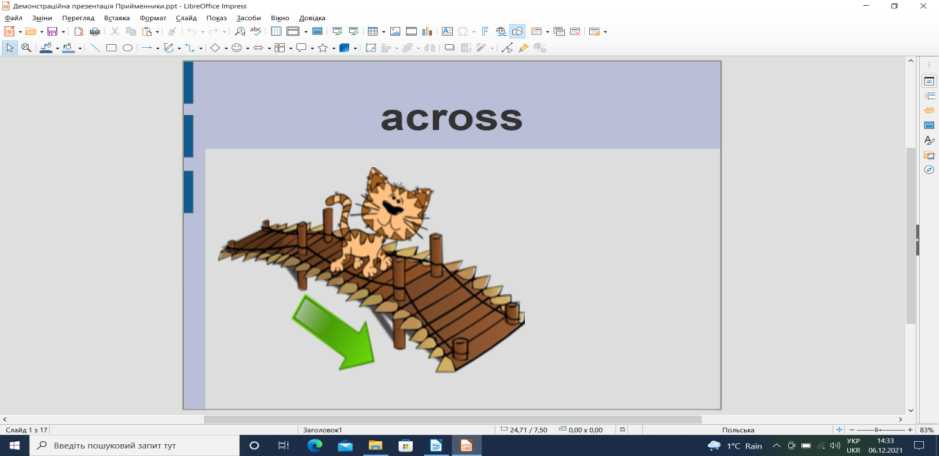 Демонстраційна презентація Прийменники.ppt - LibreOffice Impress
Файл Зміни Перегляд Вставка Формат Слайд Показ Засоби Вікно Довідка
across
Слайд 1 з 17 Заголовок1 24,71 / 7,50 0,00 x 0,00 Польська 83%
Введіть пошуковий запит тут 1°C Rain УКР 14:33
UKR 06.12.2021